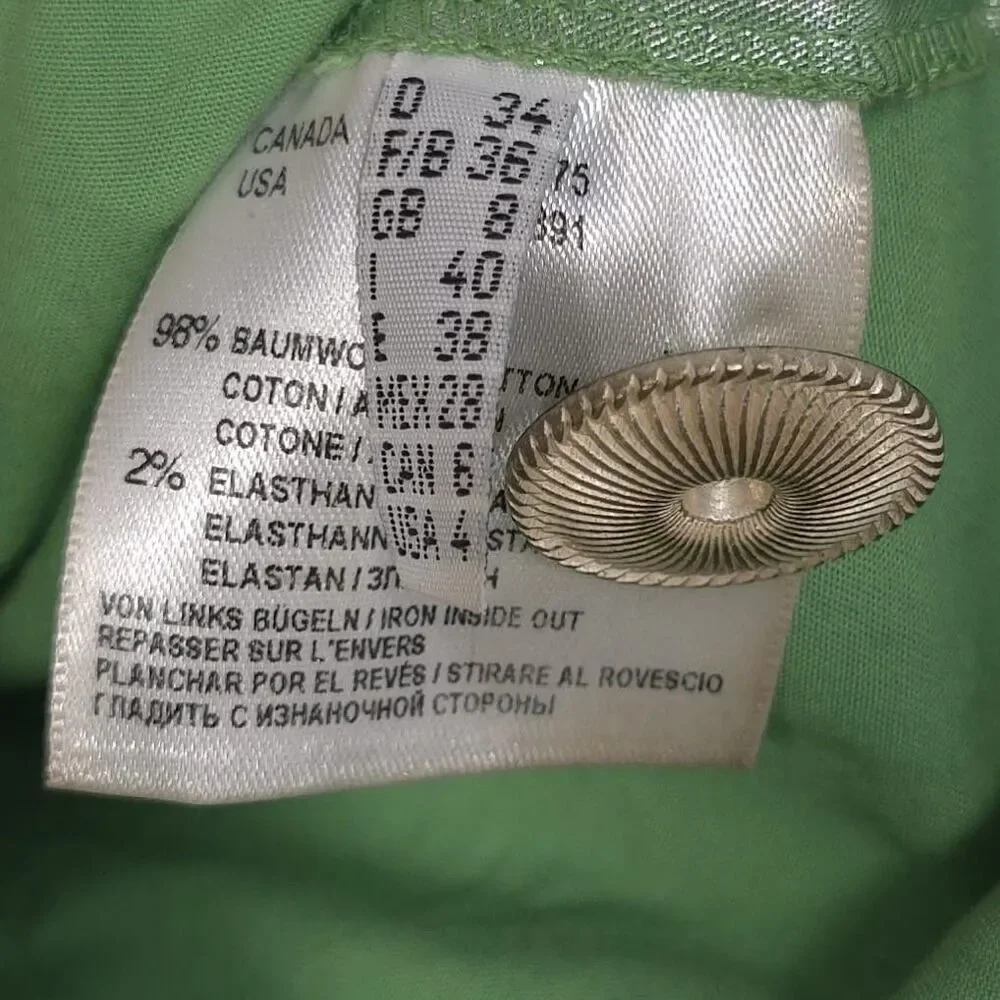 D 34
F/B 36
GB 8
I 40
E 38
MEX 28
CAN 6
USA 4
CANADA
USA
75
391
98% BAUMWO TTON
COTON / A
COTONE /
2% ELASTHAN
ELASTHANN
ELASTAN / ЭЛ
VON LINKS BÜGELN / IRON INSIDE OUT
REPASSER SUR L'ENVERS
PLANCHAR POR EL REVÉS / STIRARE AL ROVESCIO
ГЛАДИТЬ С ИЗНАНОЧНОЙ СТОРОНЫ